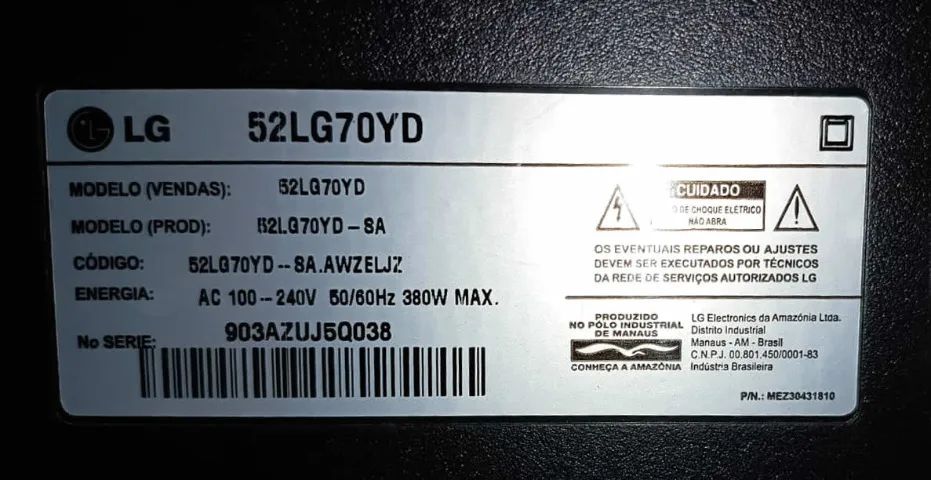 LG 52LG70YD
MODELO (VENDAS): 52LG70YD
MODELO (PROD): 52LG70YD-SA
CÓDIGO: 52LG70YD-SA.AWZELJZ
ENERGIA: AC 100-240V 50/60Hz 380W MAX.
No SERIE: 903AZUJ5Q038
CUIDADO
DE CHOQUE ELÉTRICO
NÃO ABRA
OS EVENTUAIS REPAROS OU AJUSTES
DEVEM SER EXECUTADOS POR TÉCNICOS
DA REDE DE SERVIÇOS AUTORIZADOS LG
PRODUZIDO
NO PÓLO INDUSTRIAL
DE MANAUS
CONHEÇA A AMAZÔNIA
LG Electronics da Amazônia Ltda.
Distrito Industrial
Manaus - AM - Brasil
C.N.P.J. 00.801.450/0001-83
Indústria Brasileira
P/N.: MEZ30431810